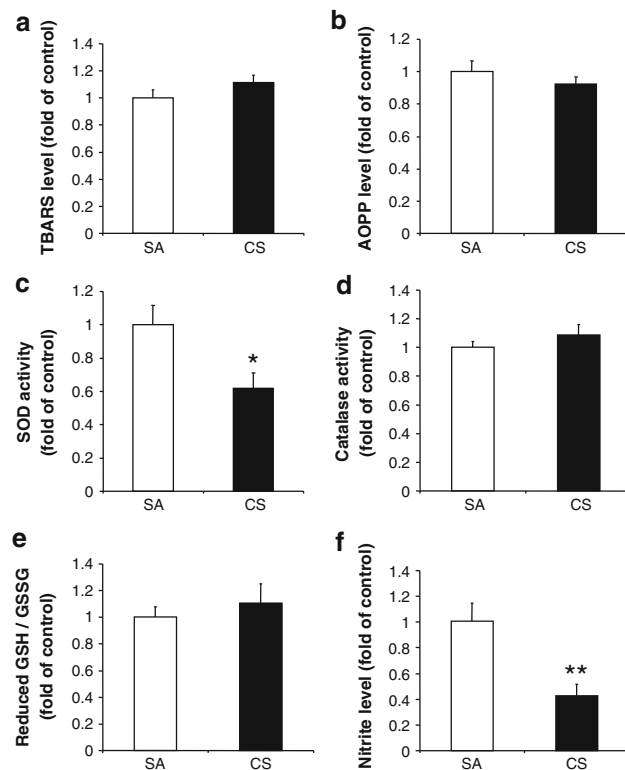 a
TBARS level (fold of control)
1.4
1.2
1
0.8
0.6
0.4
0.2
0
SA CS
b
AOPP level (fold of control)
1.2
1
0.8
0.6
0.4
0.2
0
SA CS
c
SOD activity
(fold of control)
1.2
1
0.8
0.6
0.4
0.2
0
*
SA CS
d
Catalase activity
(fold of control)
1.4
1.2
1
0.8
0.6
0.4
0.2
0
SA CS
e
Reduced GSH / GSSG
(fold of control)
1.4
1.2
1
0.8
0.6
0.4
0.2
0
SA CS
f
Nitrite level (fold of control)
1.4
1.2
1
0.8
0.6
0.4
0.2
0
**
SA CS